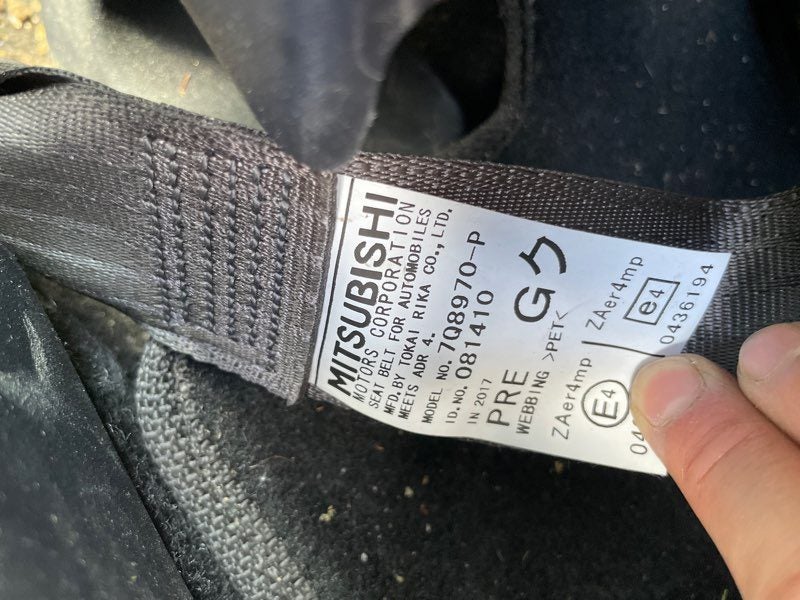 MITSUBISHI
MOTORS CORPORATION
SEAT BELT FOR AUTOMOBILES
MFD.BY TOKAI RIKA CO., LTD.
MEETS ADR 4.
MODEL NO. 7Q8970-P
ID.NO. 081410
IN 2017
PRE G ク
WEBBING >PET<
ZAer4mp ZAer4mp
E4 e4
0436194